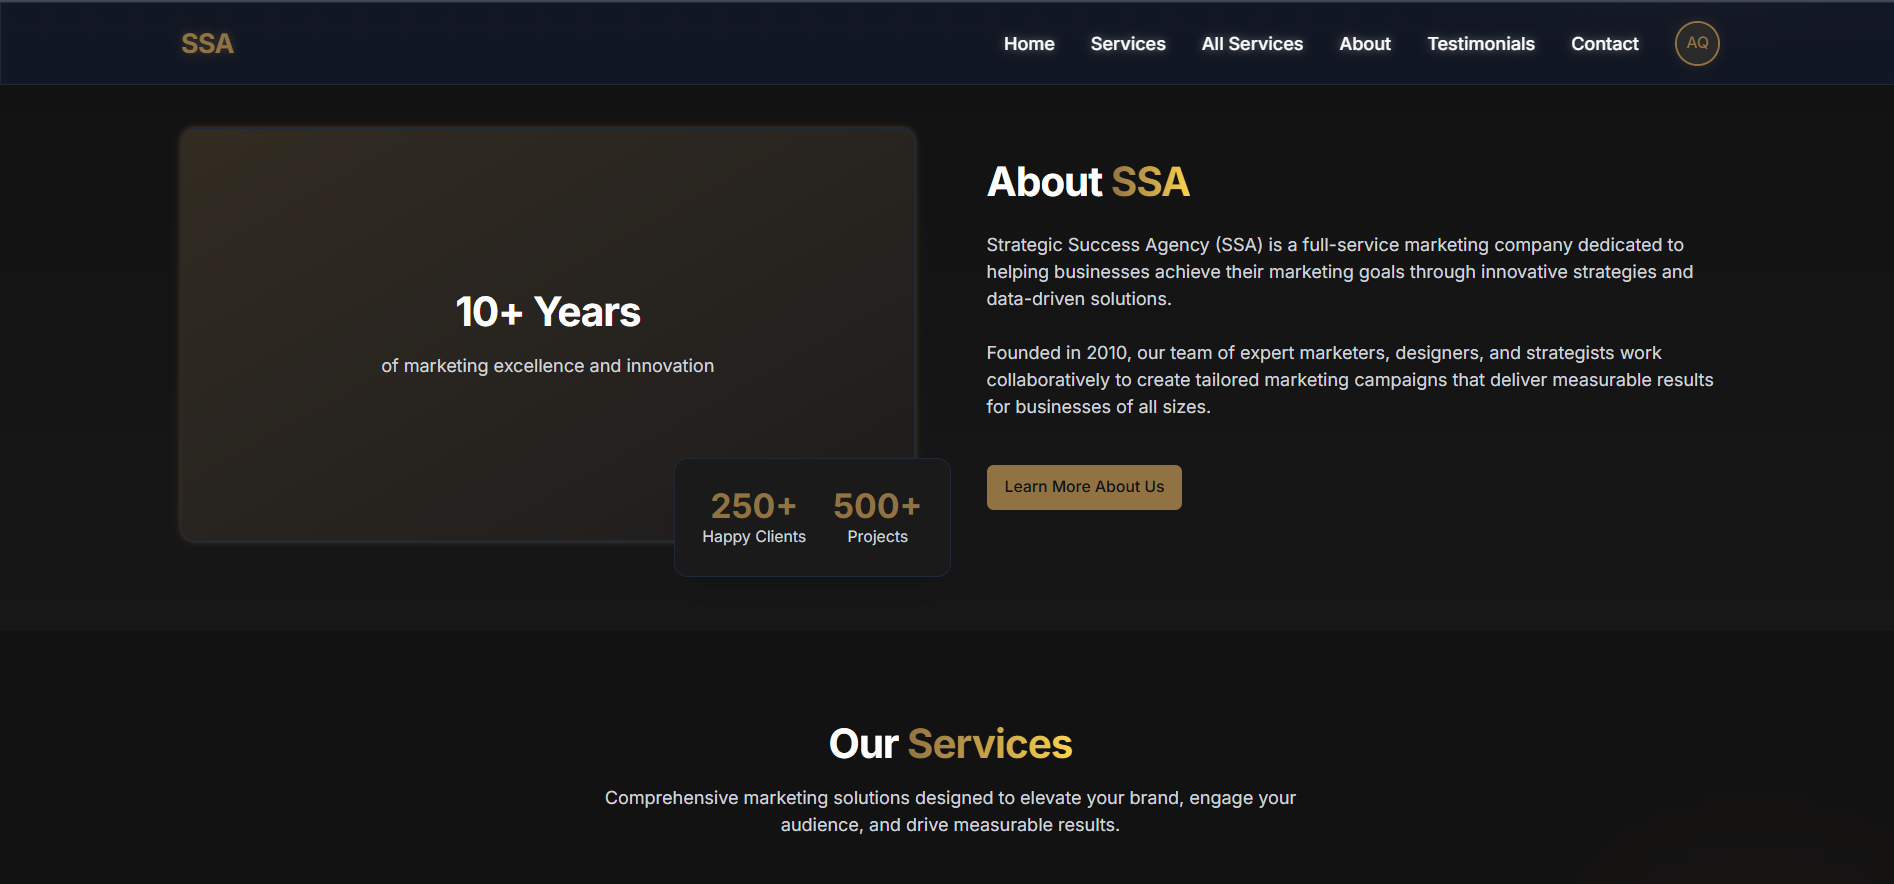 SSA
Home
Services
All Services
About
Testimonials
Contact
AQ
10+ Years
of marketing excellence and innovation
250+
Happy Clients
500+
Projects
About SSA
Strategic Success Agency (SSA) is a full-service marketing company dedicated to
helping businesses achieve their marketing goals through innovative strategies and
data-driven solutions.
Founded in 2010, our team of expert marketers, designers, and strategists work
collaboratively to create tailored marketing campaigns that deliver measurable results
for businesses of all sizes.
Learn More About Us
Our Services
Comprehensive marketing solutions designed to elevate your brand, engage your
audience, and drive measurable results.